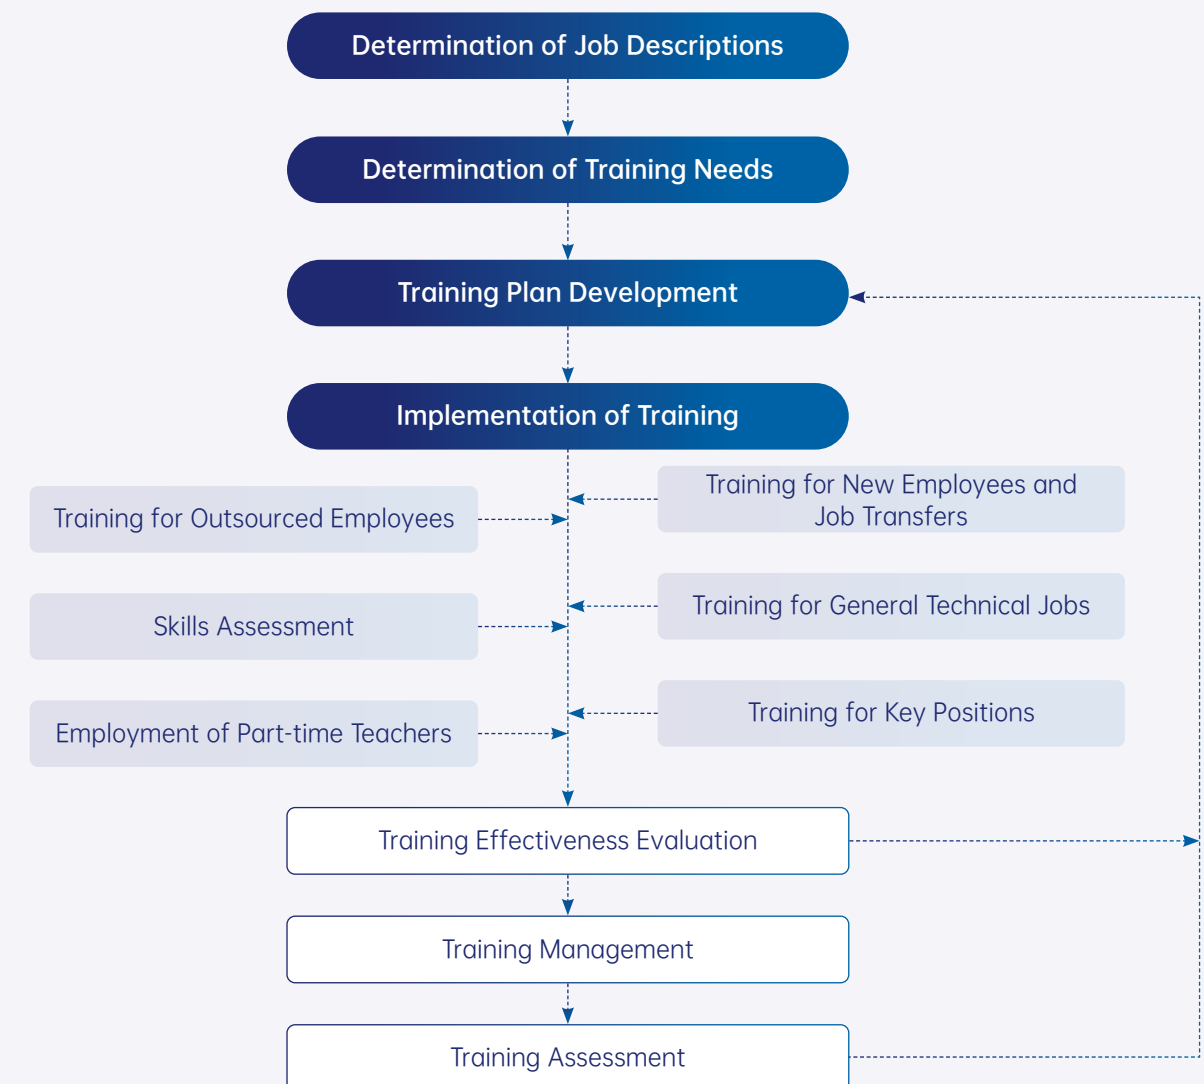 Determination of Job Descriptions
Determination of Training Needs
Training Plan Development
Implementation of Training
Training for New Employees and
Job Transfers
Training for Outsourced Employees
Training for General Technical Jobs
Skills Assessment
Training for Key Positions
Employment of Part-time Teachers
Training Effectiveness Evaluation
Training Management
Training Assessment